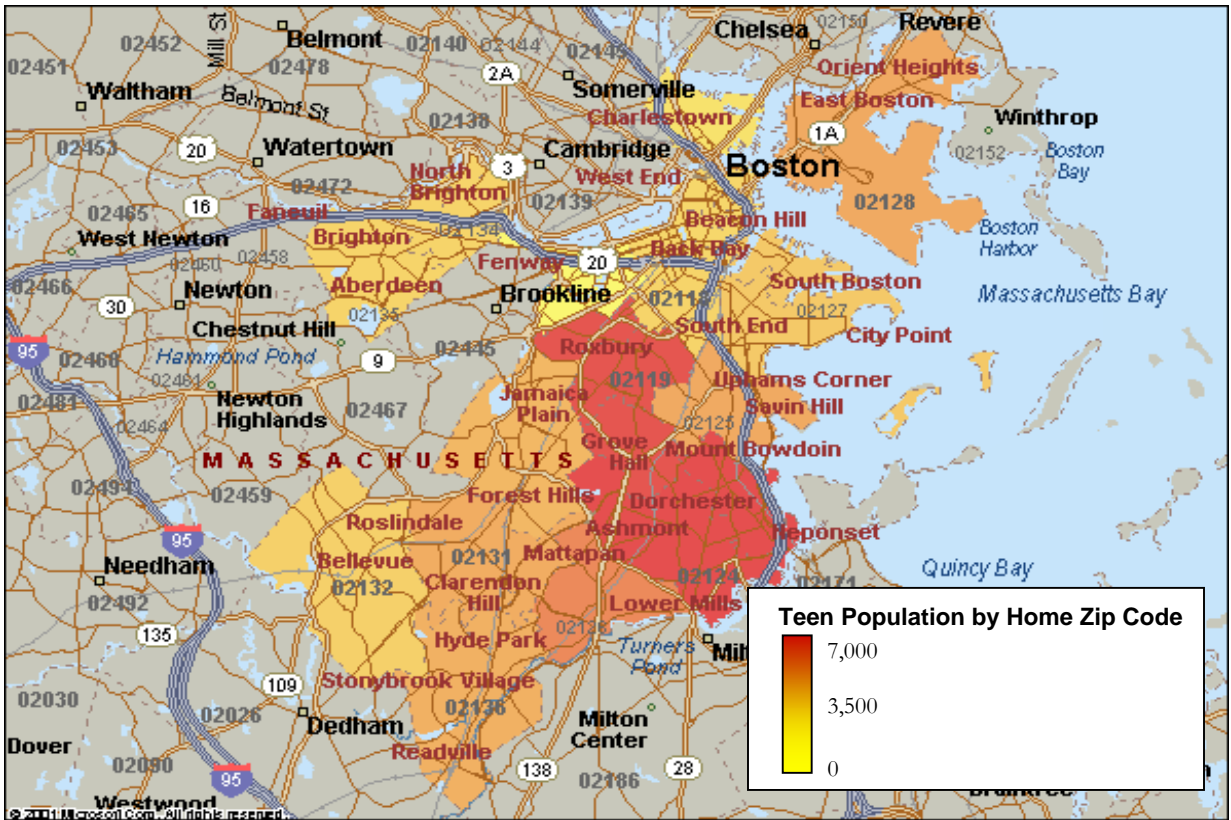 02452
Mill St
Belmont
02140
02144
02145
Chelsea
02150
Revere
02451
02478
2A
Orient Heights
Waltham
Belmont St
Somerville
Charlestown
East Boston
02138
1A
Winthrop
02453
20
Watertown
North
Brighton
3
Cambridge
West End
Boston
02152
Boston
Bay
02472
02139
02128
02465
16
Faneuil
Beacon Hill
West Newton
Brighton
02134
Back Bay
Boston
Harbor
02458
02460
Fenway
20
02466
30
Newton
Aberdeen
Brookline
02118
South Boston
Massachusetts Bay
02135
02127
Chestnut Hill
South End
City Point
95
02468
Hammond Pond
9
02445
Roxbury
02461
02119
Uphams Corner
02481
Newton
Highlands
02467
Jamaica
Plain
Savin Hill
02464
02125
Grove
Hall
Mount Bowdoin
MASSACHUSETTS
02494
02459
Forest Hills
Dorchester
Roslindale
Ashmont
Neponset
95
Bellevue
02131
Mattapan
Needham
02132
Clarendon
Hill
02124
02171
Quincy Bay
02492
Lower Mills
135
Hyde Park
02126
Turners
Pond
Mil
Stonybrook Village
109
02030
02026
02136
Dedham
Milton
Center
Dover
02090
Readville
95
138
02186
28
Westwood
Braintree
© 2001 Microsoft Corp. All rights reserved.
Teen Population by Home Zip Code
7,000
3,500
0